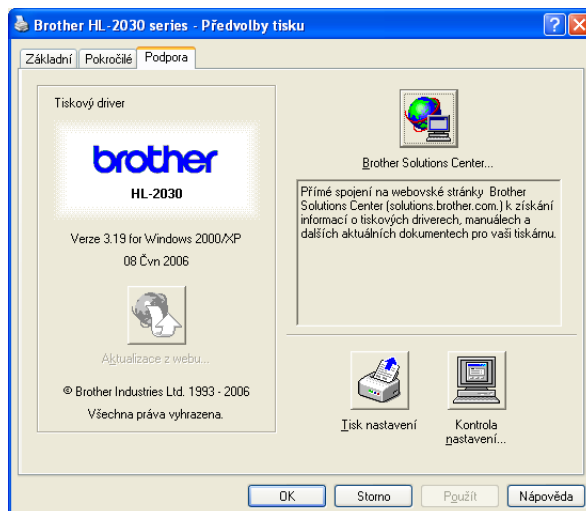 Brother HL-2030 series - Předvolby tisku
Základní Pokročilé Podpora
Tiskový driver
brother
HL-2030
Verze 3.19 for Windows 2000/XP
08 Čvn 2006
Aktualizace z webu...
© Brother Industries Ltd. 1993 - 2006
Všechna práva vyhrazena.
Brother Solutions Center...
Přímé spojení na webovské stránky Brother
Solutions Center (solutions.brother.com.) k získání
informací o tiskových driverech, manuálech a
dalších aktuálních dokumentech pro vaši tiskárnu.
Tisk nastavení
Kontrola
nastavení...
OK Storno Použít Nápověda